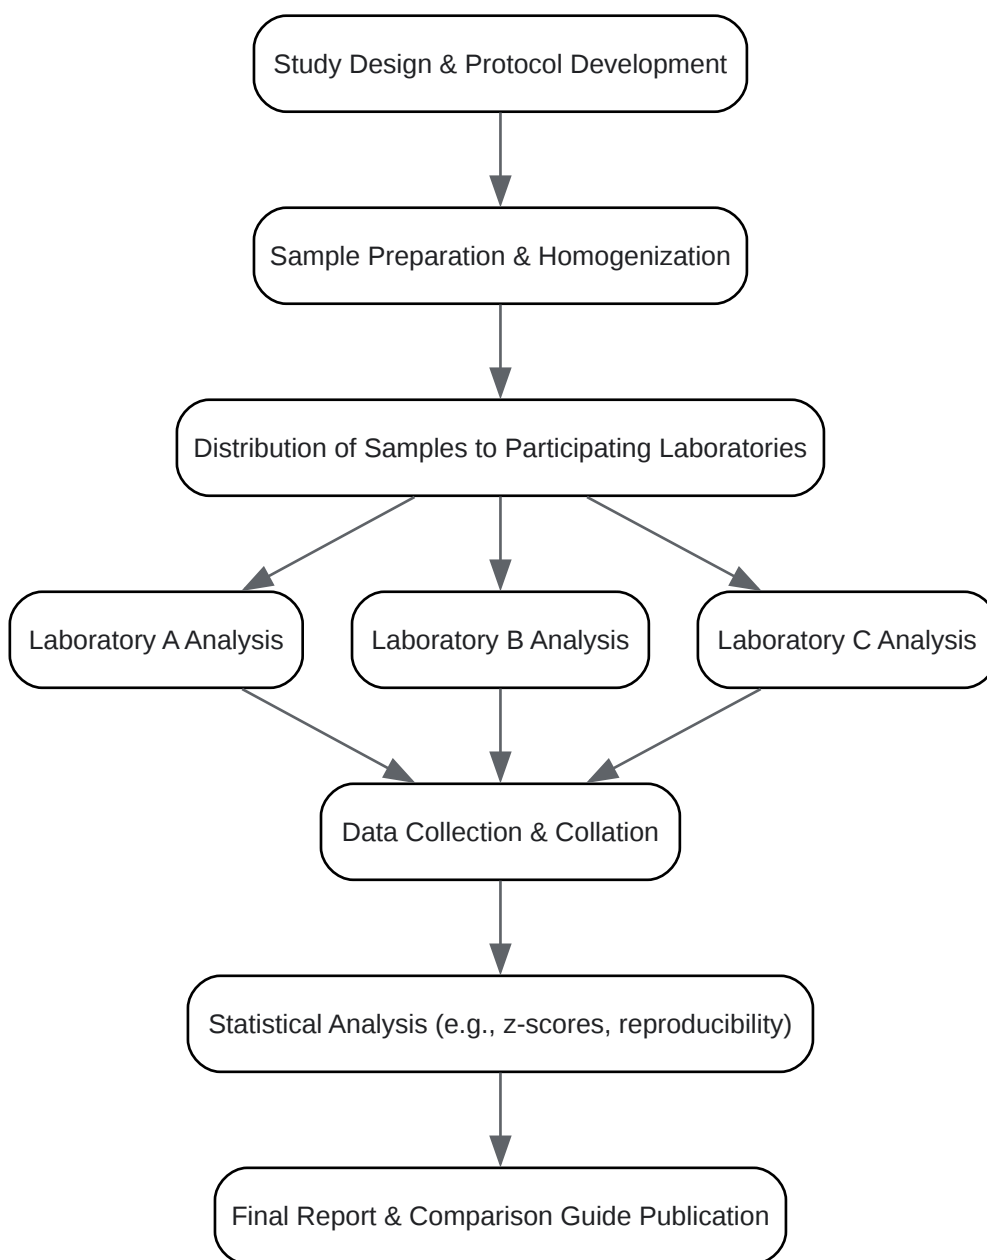 Study Design & Protocol Development
Sample Preparation & Homogenization
Distribution of Samples to Participating Laboratories
Laboratory A Analysis
Laboratory B Analysis
Laboratory C Analysis
Data Collection & Collation
Statistical Analysis (e.g., z-scores, reproducibility)
Final Report & Comparison Guide Publication